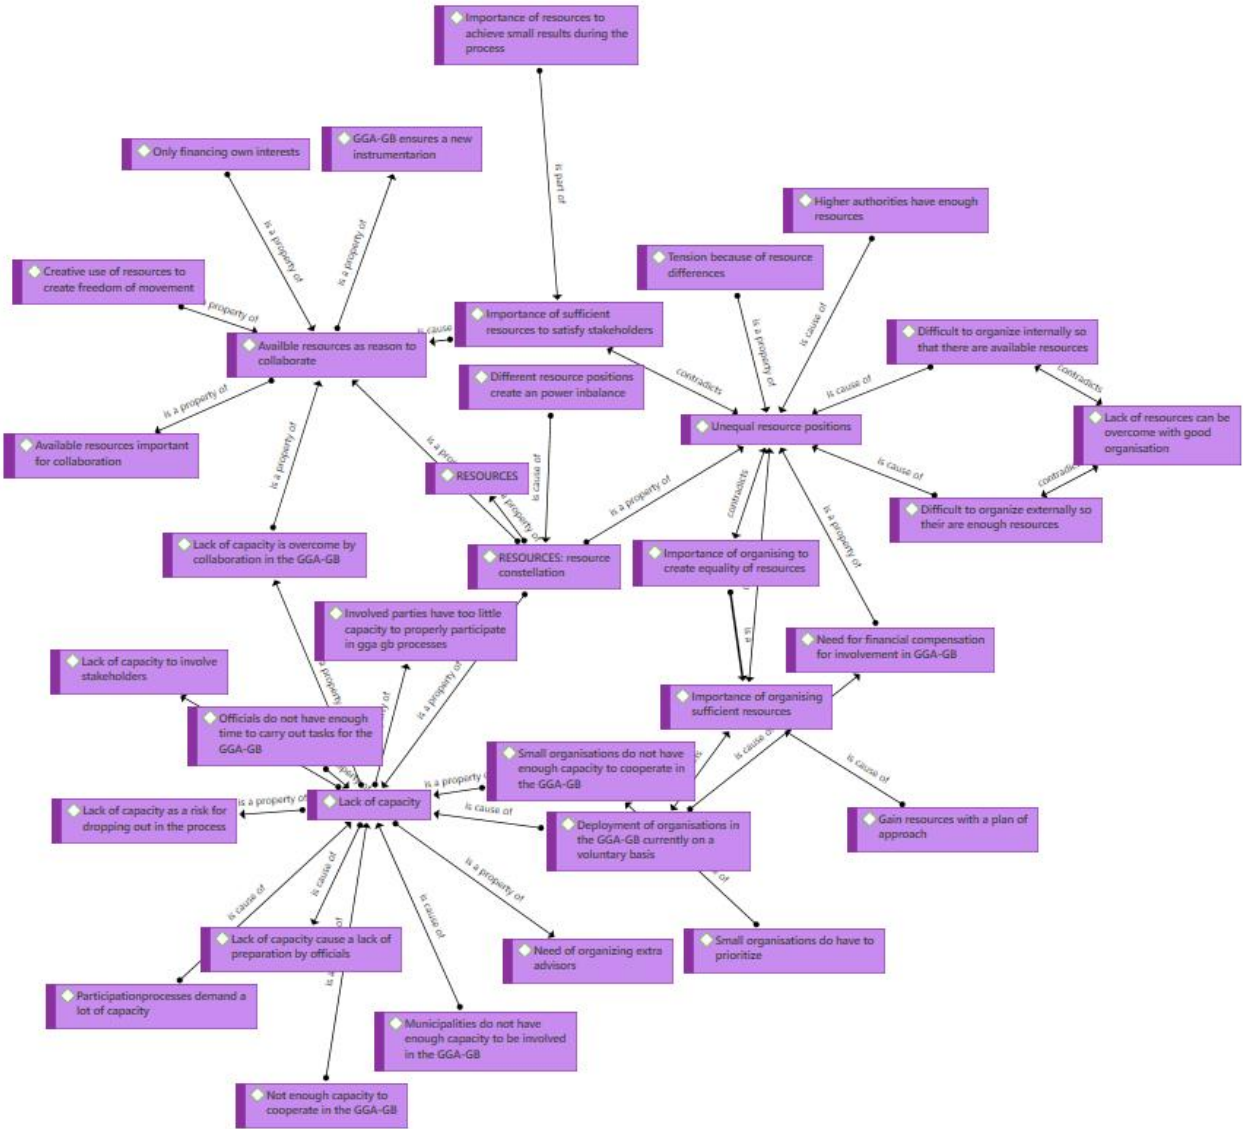 Importance of resources to
achieve small results during the
process
Only financing own interests
GGA-GB ensures a new
instrumentarion
is part of
is a property of
is a property of
Higher authorities have enough
resources
Tension because of resource
differences
Creative use of resources to
create freedom of movement
property of
Importance of sufficient
resources to satisfy stakeholders
is cause
is a property of
is cause of
Difficult to organize internally so
that there are available resources
Availble resources as reason to
collaborate
Different resource positions
create an power inbalance
contradicts
is cause of
contradicts
is a property of
Unequal resource positions
Lack of resources can be
overcome with good
organisation
Available resources important
for collaboration
is a property of
RESOURCES
is cause of
is a property of
contradicts
is cause of
is a property of
Difficult to organize externally so
their are enough resources
Lack of capacity is overcome by
collaboration in the GGA-GB
property of
RESOURCES: resource
constellation
Importance of organising to
create equality of resources
Involved parties have too little
capacity to properly participate
in gga gb processes
is a
Need for financial compensation
for involvement in GGA-GB
Lack of capacity to involve
stakeholders
property
is a property of
Importance of organising
sufficient resources
Officials do not have enough
time to carry out tasks for the
GGA-GB
of
is cause of
Small organisations do not have
enough capacity to cooperate in
the GGA-GB
is a property
is cause of
Lack of capacity as a risk for
dropping out in the process
is a property of
Lack of capacity
is cause of
Deployment of organisations in
the GGA-GB currently on a
voluntary basis
Gain resources with a plan of
approach
is cause of
is cause of
is a property of
is cause of
of
of
Lack of capacity cause a lack of
preparation by officials
Need of organizing extra
advisors
Small organisations do have to
prioritize
Participationprocesses demand a
lot of capacity
Municipalities do not have
enough capacity to be involved
in the GGA-GB
Not enough capacity to
cooperate in the GGA-GB